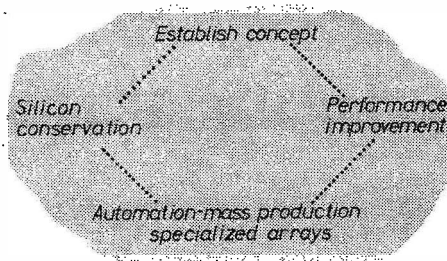 Establish concept
Silicon conservation
Performance improvement
Automation-mass production
specialized arrays